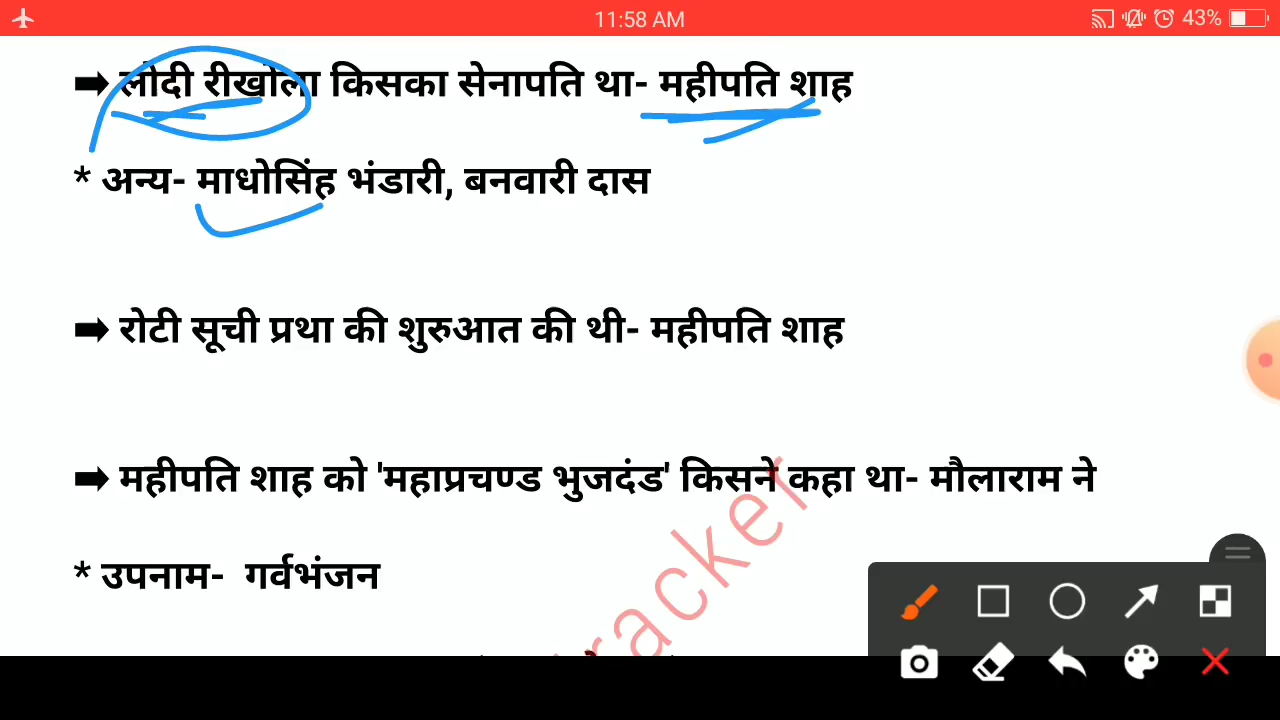 11:58 AM
43%
➡ लोदी रीखोला किसका सेनापति था- महीपति शाह
* अन्य- माधोसिंह भंडारी, बनवारी दास
➡ रोटी सूची प्रथा की शुरुआत की थी- महीपति शाह
➡ महीपति शाह को 'महाप्रचण्ड भुजदंड' किसने कहा था- मौलाराम ने
* उपनाम- गर्वभंजन
racker